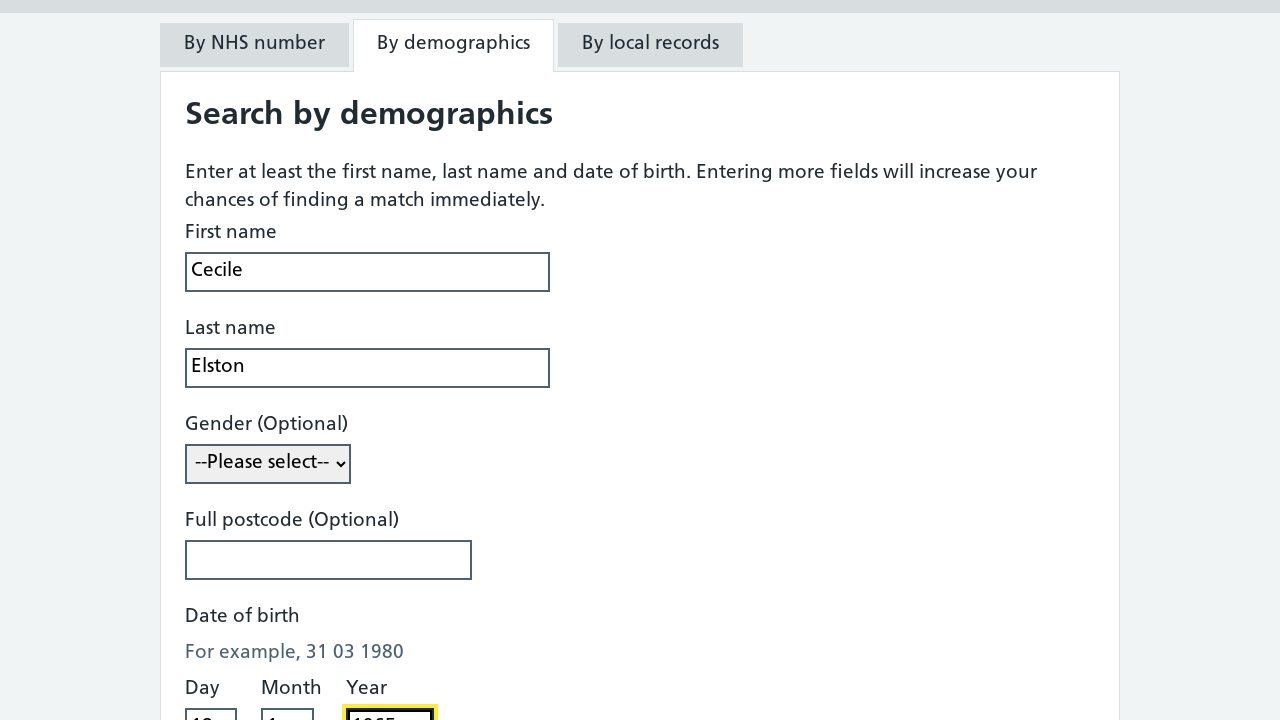 By NHS number
By demographics
By local records
Search by demographics
Enter at least the first name, last name and date of birth. Entering more fields will increase your
chances of finding a match immediately.
First name
Cecile
Last name
Elston
Gender (Optional)
--Please select--
Full postcode (Optional)
Date of birth
For example, 31 03 1980
Day Month Year